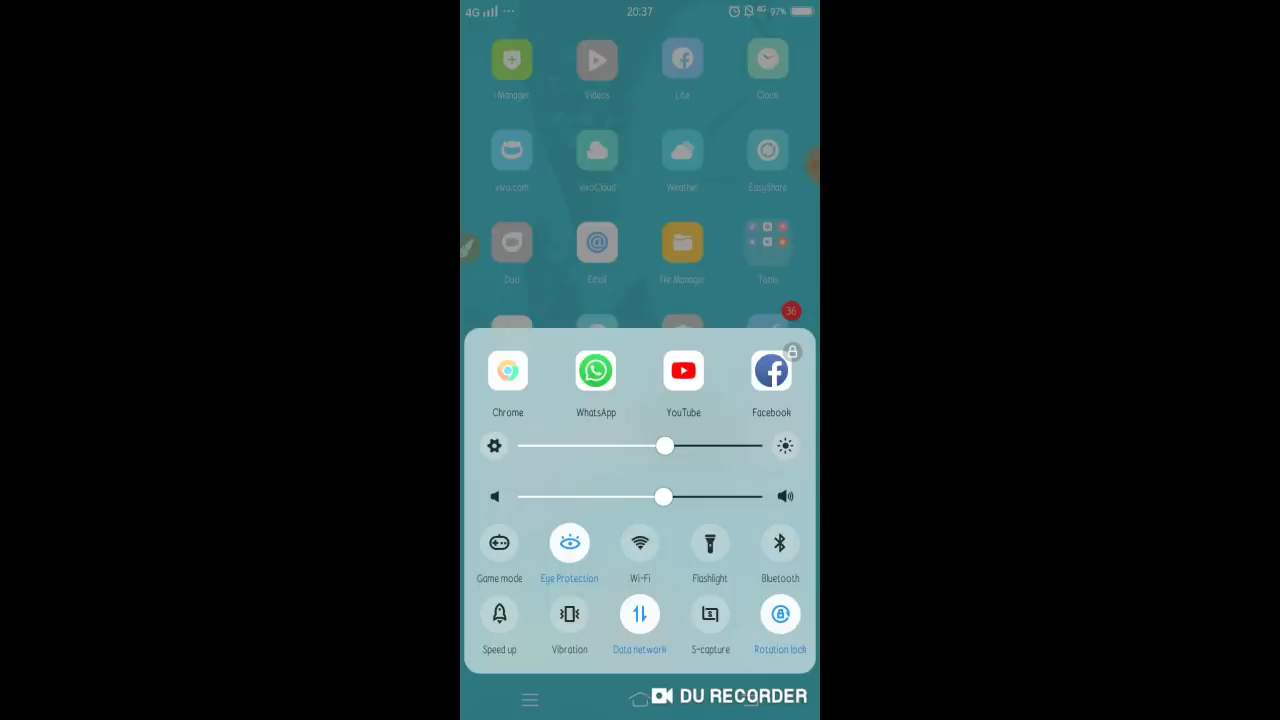 4G 20:37 4G 97%
i Manager Videos Lite Clock
vivo.com vivoCloud Weather EasyShare
Duo Email File Manager Tools
36
Chrome WhatsApp YouTube Facebook
Game mode Eye Protection Wi-Fi Flashlight Bluetooth
Speed up Vibration Data network S-capture Rotation lock
DU RECORDER